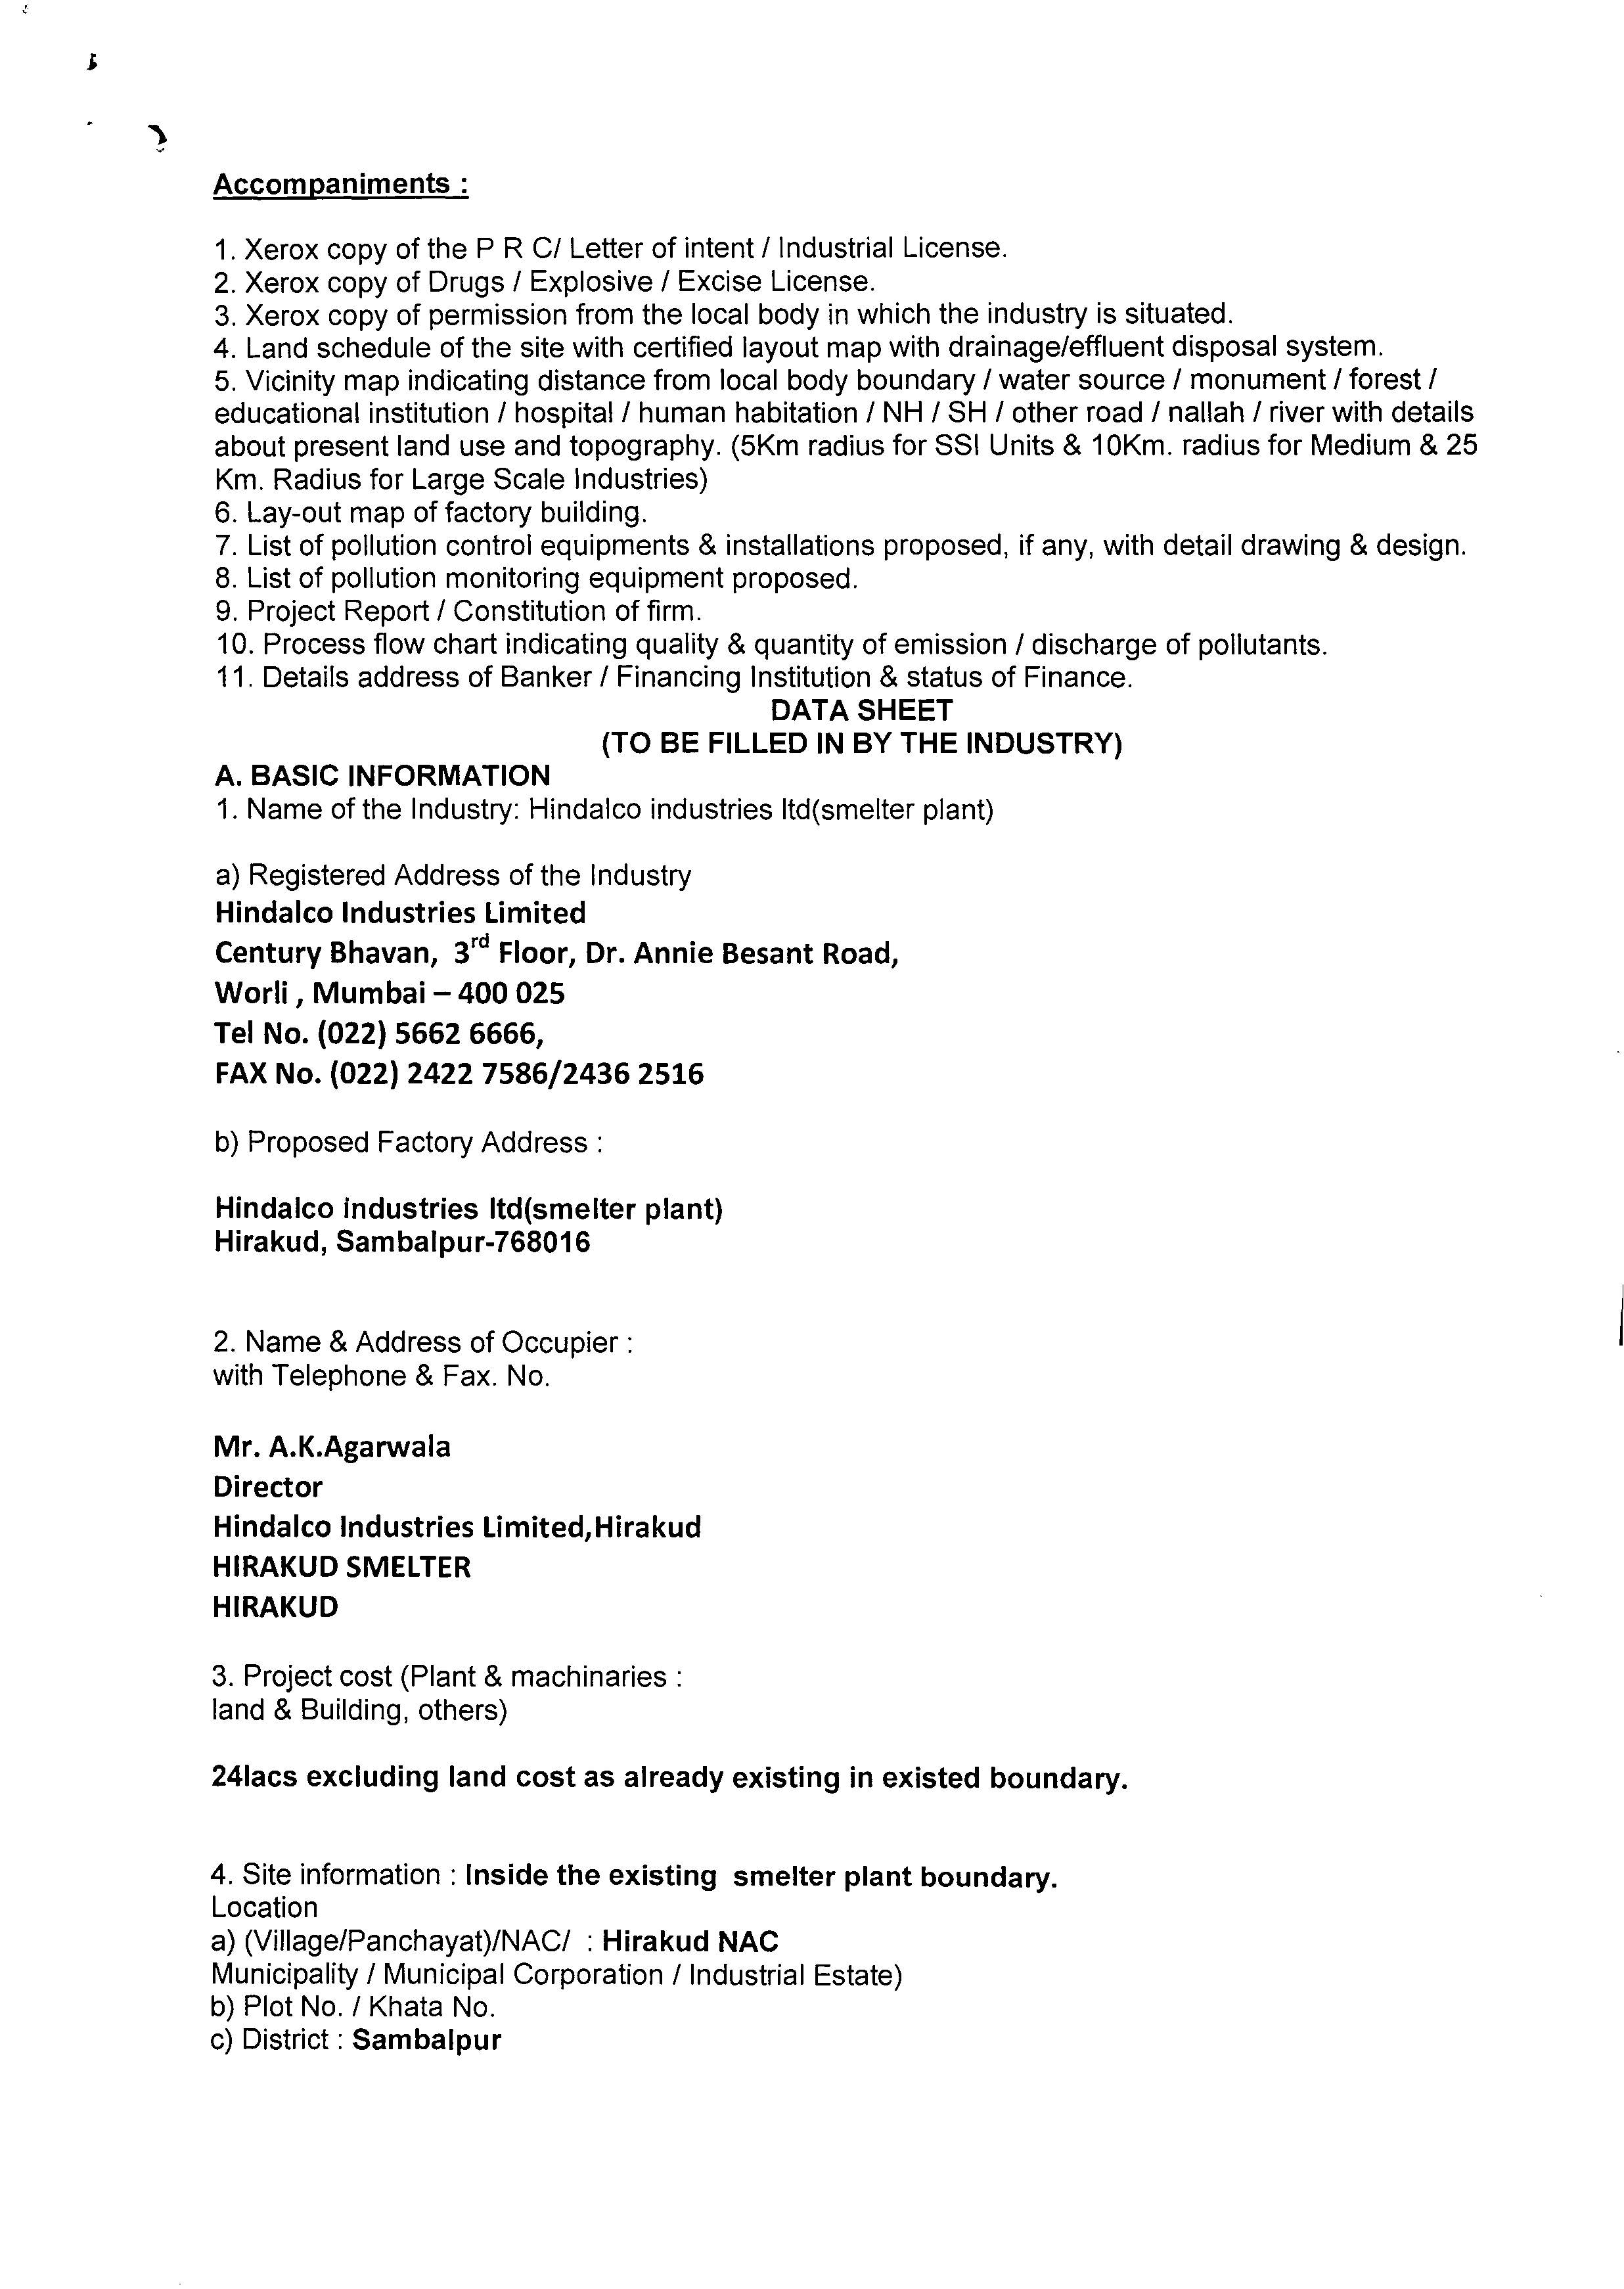 Accompaniments :
1. Xerox copy of the P R C/ Letter of intent / Industrial License.
2. Xerox copy of Drugs / Explosive / Excise License.
3. Xerox copy of permission from the local body in which the industry is situated.
4. Land schedule of the site with certified layout map with drainage/effluent disposal system.
5. Vicinity map indicating distance from local body boundary / water source / monument / forest /
educational institution / hospital / human habitation / NH / SH / other road / nallah / river with details
about present land use and topography. (5Km radius for SSI Units & 10Km. radius for Medium & 25
Km. Radius for Large Scale Industries)
6. Lay-out map of factory building.
7. List of pollution control equipments & installations proposed, if any, with detail drawing & design.
8. List of pollution monitoring equipment proposed.
9. Project Report / Constitution of firm.
10. Process flow chart indicating quality & quantity of emission / discharge of pollutants.
11. Details address of Banker / Financing Institution & status of Finance.
DATA SHEET
(TO BE FILLED IN BY THE INDUSTRY)
A. BASIC INFORMATION
1. Name of the Industry: Hindalco industries ltd(smelter plant)
a) Registered Address of the Industry
Hindalco Industries Limited
Century Bhavan, 3rd Floor, Dr. Annie Besant Road,
Worli , Mumbai – 400 025
Tel No. (022) 5662 6666,
FAX No. (022) 2422 7586/2436 2516
b) Proposed Factory Address :
Hindalco industries ltd(smelter plant)
Hirakud, Sambalpur-768016
2. Name & Address of Occupier :
with Telephone & Fax. No.
Mr. A.K.Agarwala
Director
Hindalco Industries Limited,Hirakud
HIRAKUD SMELTER
HIRAKUD
3. Project cost (Plant & machinaries :
land & Building, others)
24lacs excluding land cost as already existing in existed boundary.
4. Site information : Inside the existing smelter plant boundary.
Location
a) (Village/Panchayat)/NAC/ : Hirakud NAC
Municipality / Municipal Corporation / Industrial Estate)
b) Plot No. / Khata No.
c) District : Sambalpur